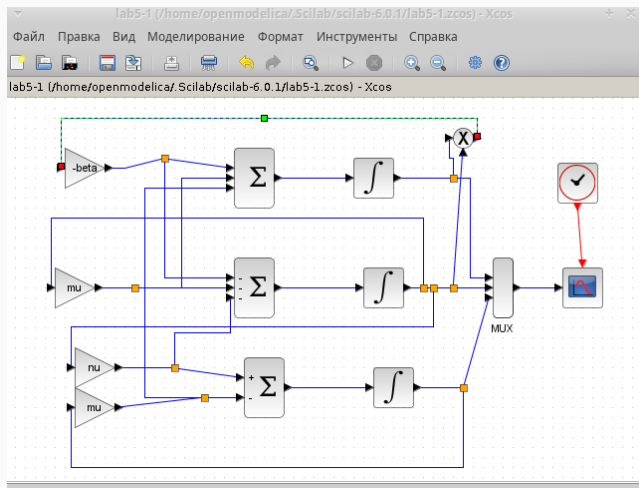 lab5-1 (/home/openmodelica/.Scilab/scilab-6.0.1/lab5-1.zcos) - Xcos
Файл Правка Вид Моделирование Формат Инструменты Справка
lab5-1 (/home/openmodelica/.Scilab/scilab-6.0.1/lab5-1.zcos) - Xcos
X
-beta
Σ
∫
mu
-
-
-
Σ
∫
MUX
nu
+
-
Σ
∫
mu